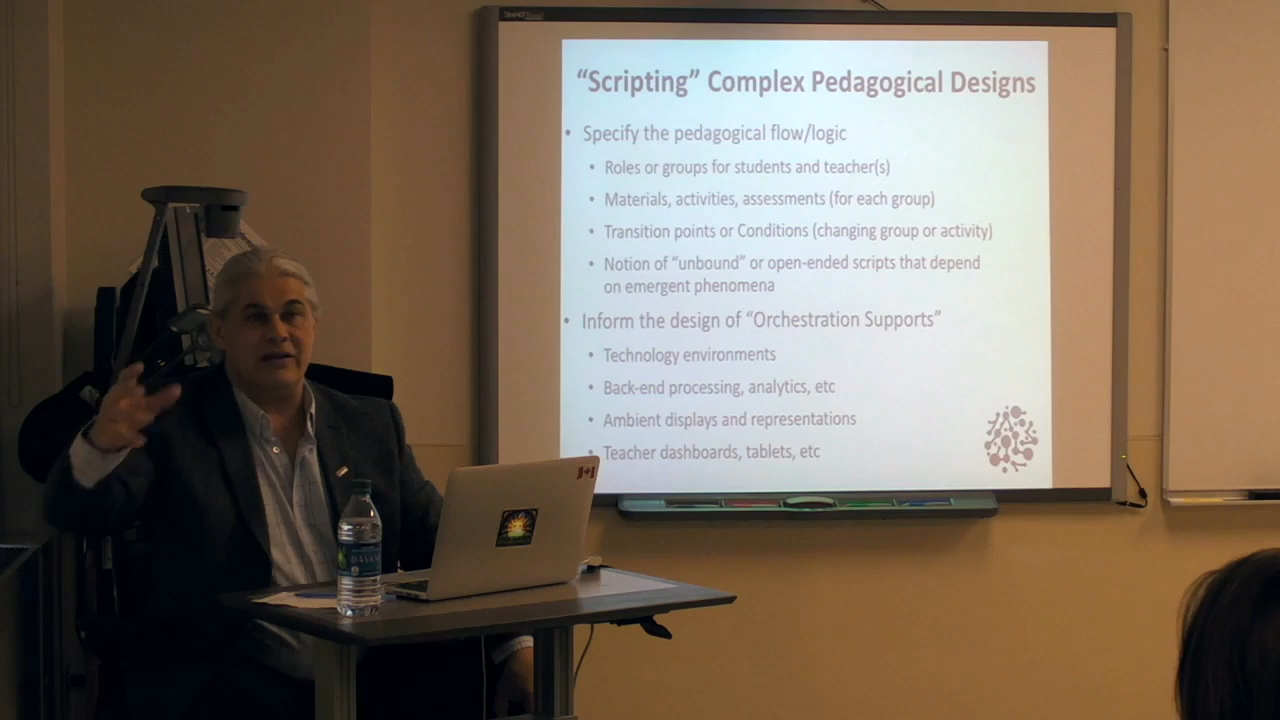 SMART
“Scripting” Complex Pedagogical Designs
• Specify the pedagogical flow/logic
• Roles or groups for students and teacher(s)
• Materials, activities, assessments (for each group)
• Transition points or Conditions (changing group or activity)
• Notion of “unbound” or open-ended scripts that depend
on emergent phenomena
• Inform the design of “Orchestration Supports”
• Technology environments
• Back-end processing, analytics, etc
• Ambient displays and representations
• Teacher dashboards, tablets, etc
DASANI